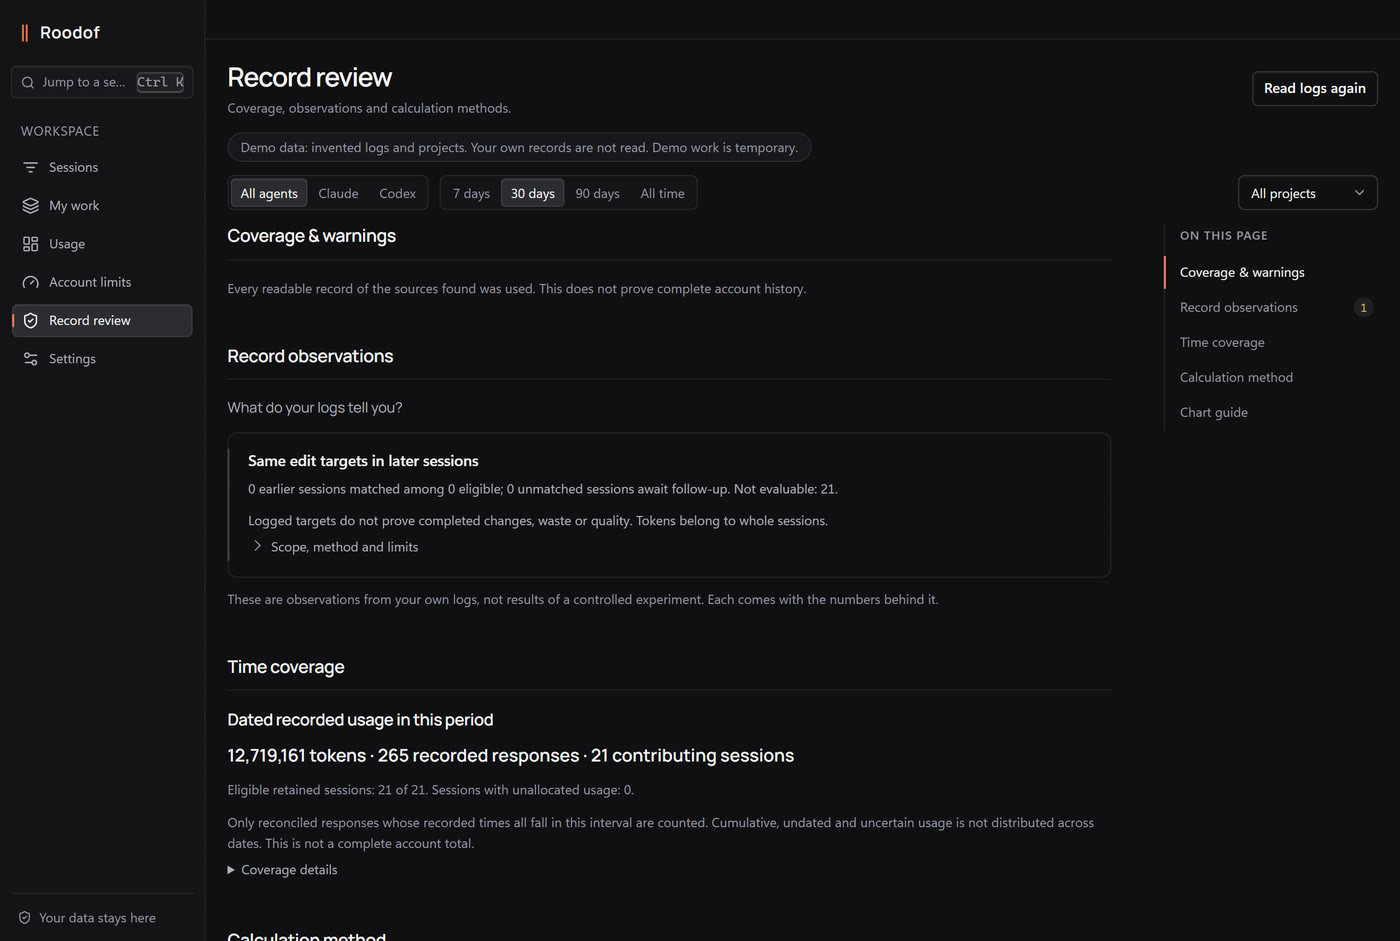 Roodof
Jump to a se... Ctrl K
WORKSPACE
Sessions
My work
Usage
Account limits
Record review
Settings
Your data stays here
Record review
Coverage, observations and calculation methods.
Read logs again
Demo data: invented logs and projects. Your own records are not read. Demo work is temporary.
All agents Claude Codex 7 days 30 days 90 days All time All projects
Coverage & warnings
Every readable record of the sources found was used. This does not prove complete account history.
Record observations
What do your logs tell you?
Same edit targets in later sessions
0 earlier sessions matched among 0 eligible; 0 unmatched sessions await follow-up. Not evaluable: 21.
Logged targets do not prove completed changes, waste or quality. Tokens belong to whole sessions.
Scope, method and limits
These are observations from your own logs, not results of a controlled experiment. Each comes with the numbers behind it.
Time coverage
Dated recorded usage in this period
12,719,161 tokens · 265 recorded responses · 21 contributing sessions
Eligible retained sessions: 21 of 21. Sessions with unallocated usage: 0.
Only reconciled responses whose recorded times all fall in this interval are counted. Cumulative, undated and uncertain usage is not distributed across
dates. This is not a complete account total.
Coverage details
Calculation method
ON THIS PAGE
Coverage & warnings
Record observations 1
Time coverage
Calculation method
Chart guide